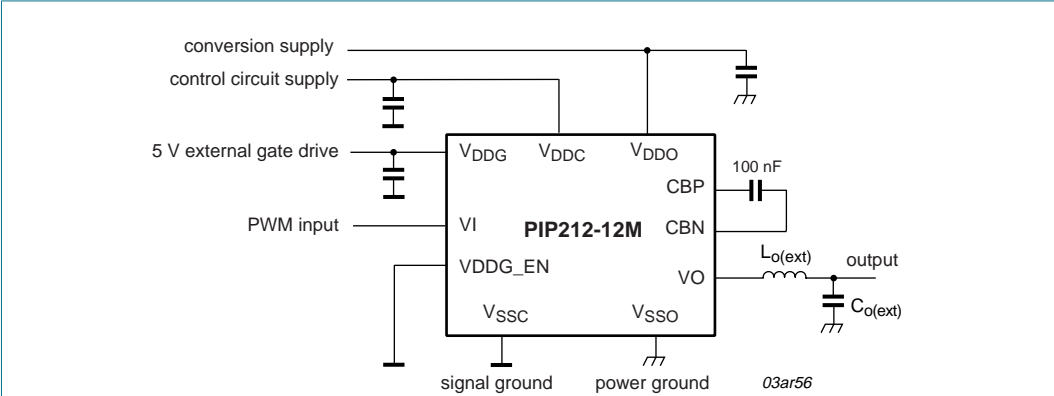 conversion supply
control circuit supply
5 V external gate drive
VDDG VDDC VDDO
100 nF
CBP
PWM input
VI
PIP212-12M
CBN
VDDG_EN
Lo(ext)
output
VO
Co(ext)
VSSC
VSSO
signal ground
power ground
03ar56